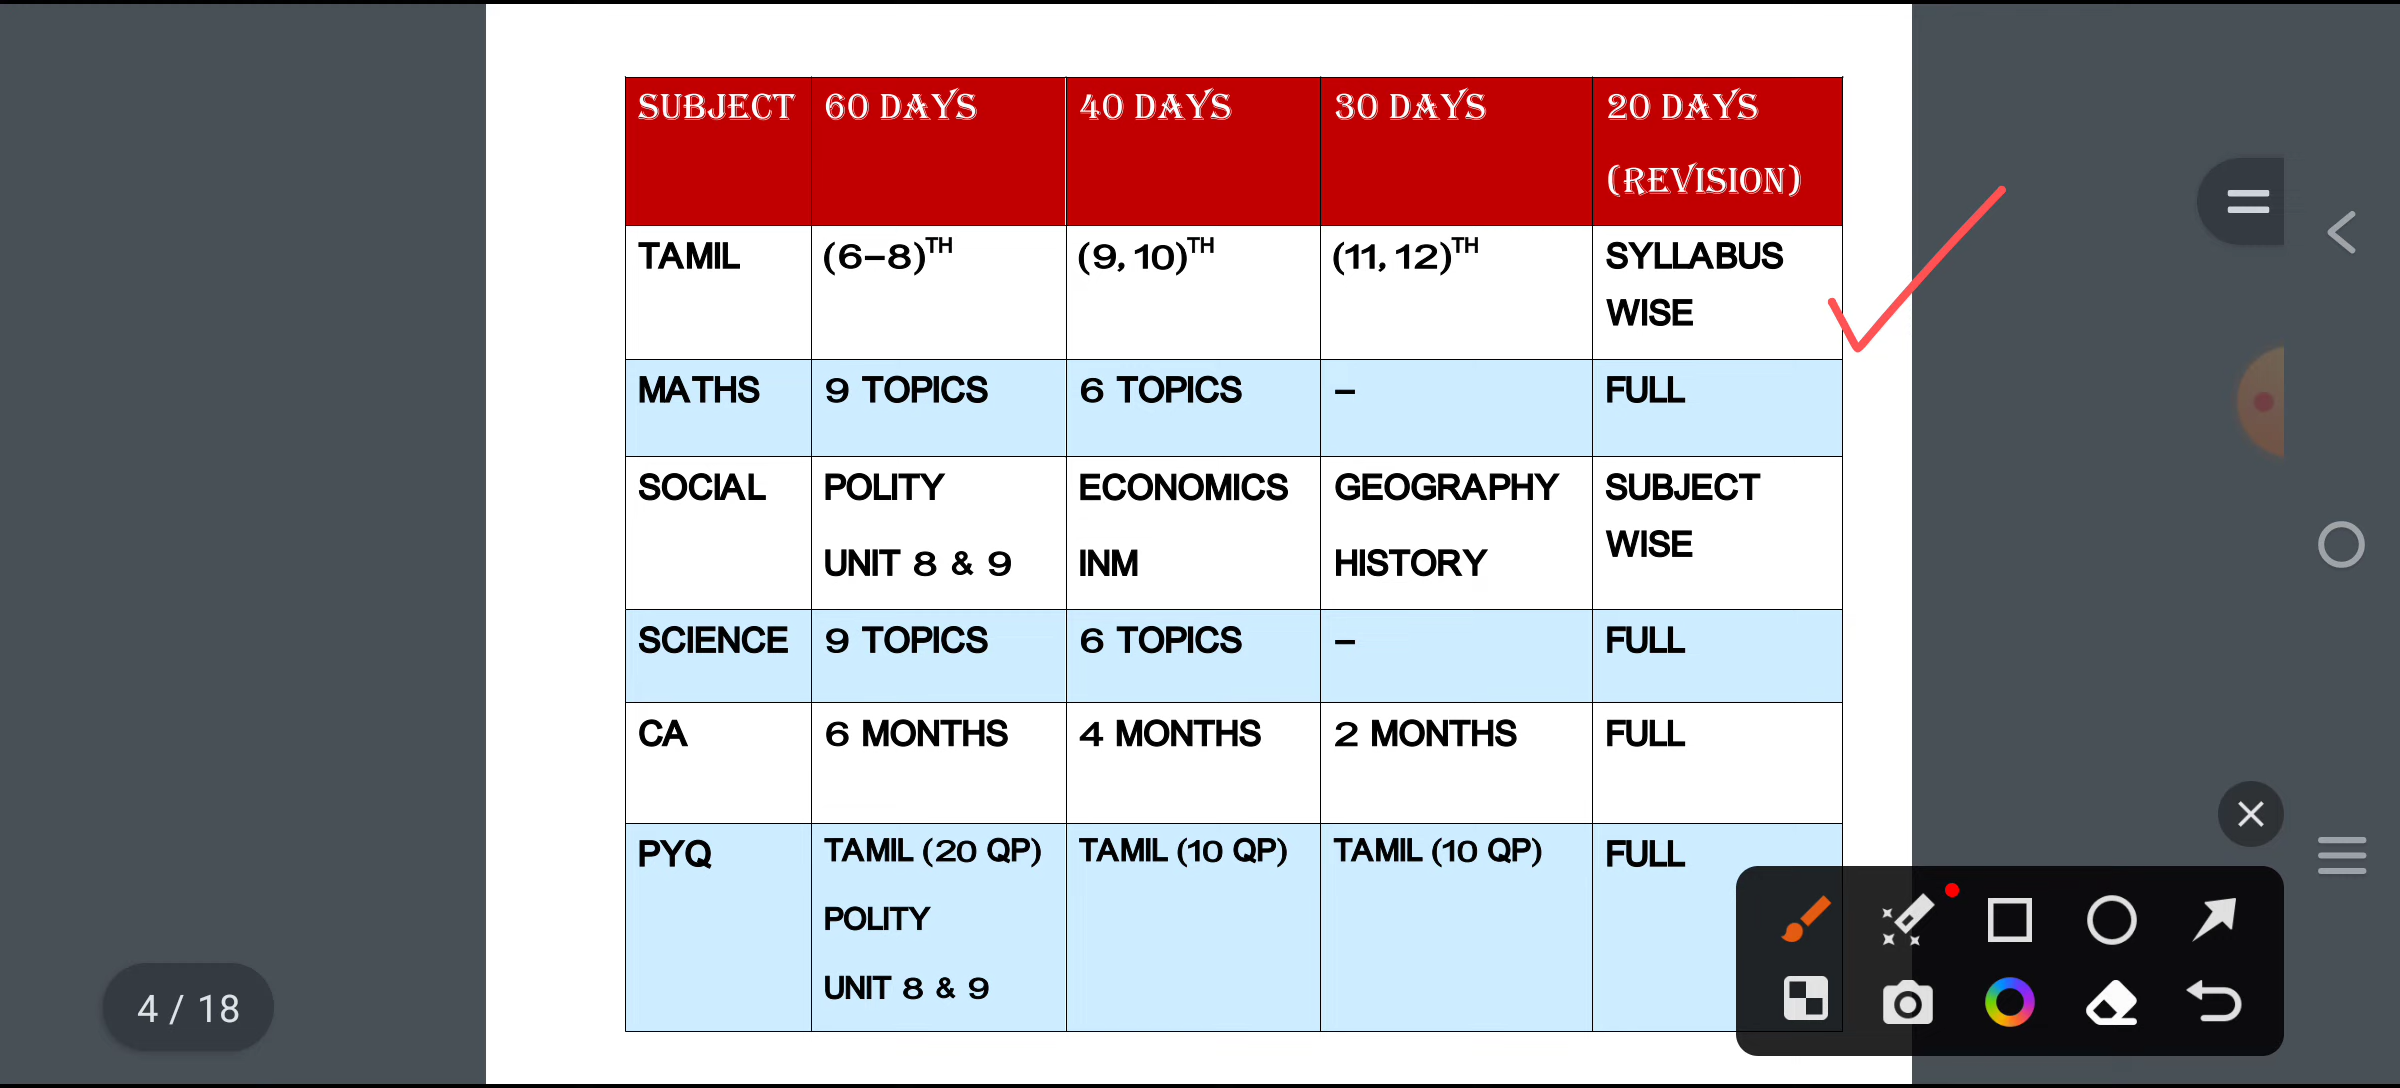 SUBJECT 60 DAYS 40 DAYS 30 DAYS 20 DAYS
(REVISION)
TAMIL (6-8)TH (9, 10)TH (11, 12)TH SYLLABUS
WISE
MATHS 9 TOPICS 6 TOPICS – FULL
SOCIAL POLITY ECONOMICS GEOGRAPHY SUBJECT
WISE
UNIT 8 & 9 INM HISTORY
SCIENCE 9 TOPICS 6 TOPICS – FULL
CA 6 MONTHS 4 MONTHS 2 MONTHS FULL
PYQ TAMIL (20 QP) TAMIL (10 QP) TAMIL (10 QP) FULL
POLITY
UNIT 8 & 9
4 / 18